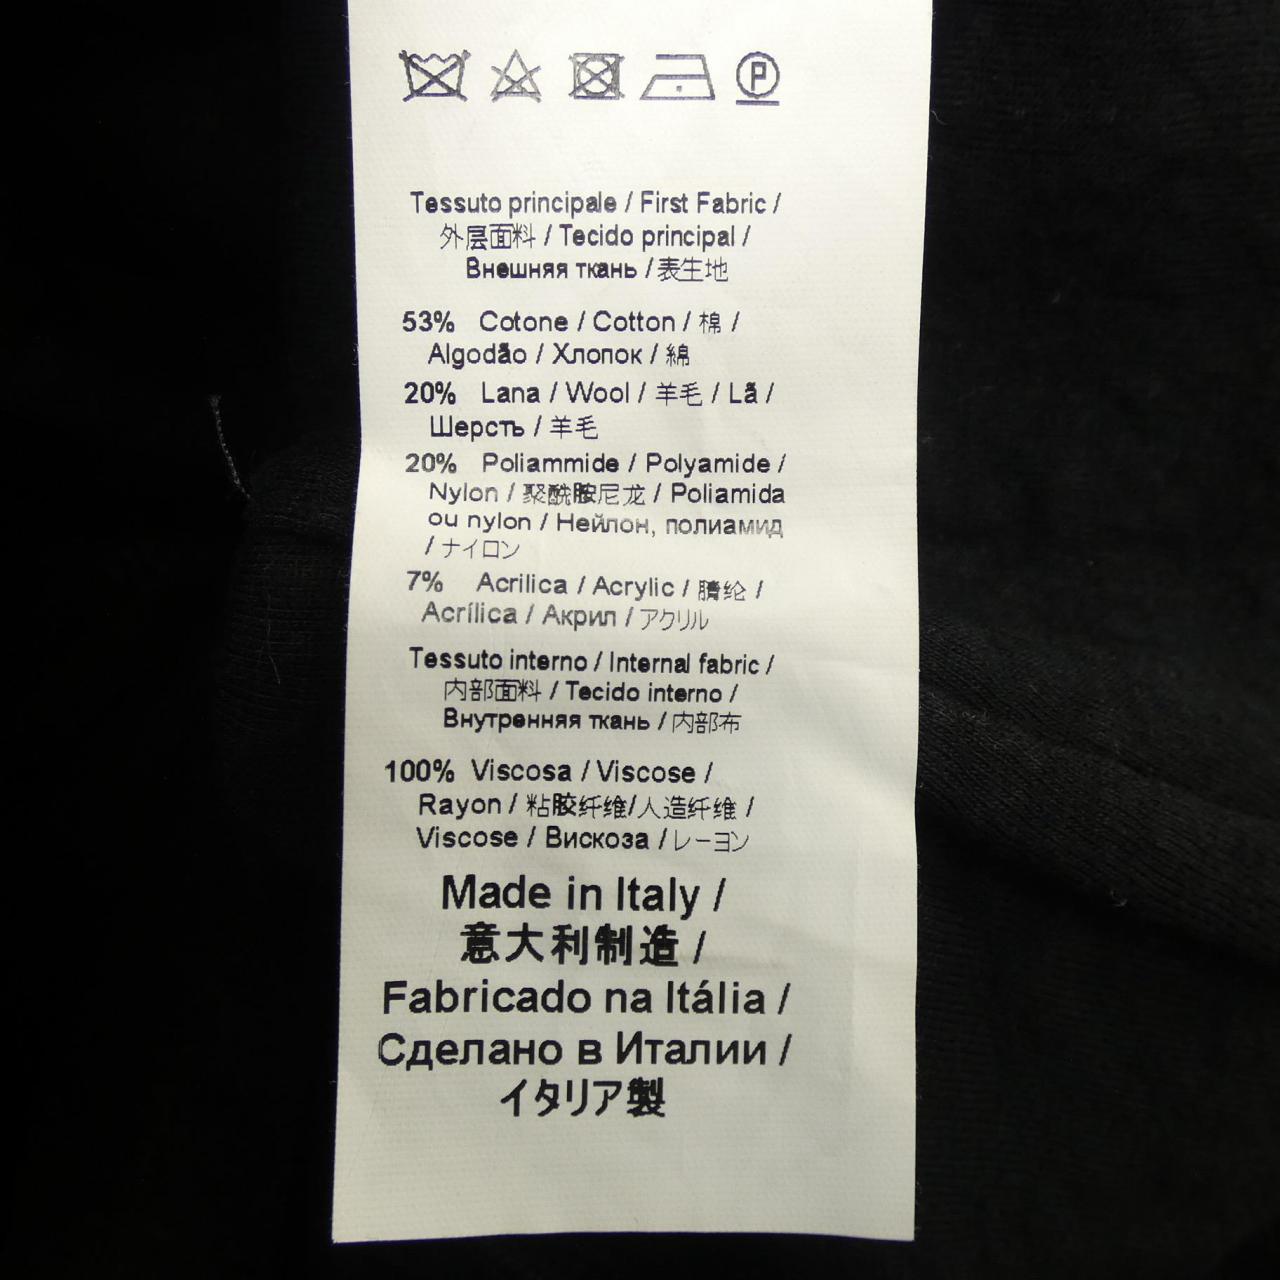 P
Tessuto principale / First Fabric /
外层面料 / Tecido principal /
Внешняя ткань / 表生地
53% Cotone / Cotton / 棉 /
Algodão / Хлопок / 綿
20% Lana / Wool / 羊毛 / Lã /
Шерсть / 羊毛
20% Poliammide / Polyamide /
Nylon / 聚酰胺尼龙 / Poliamida
ou nylon / Нейлон, полиамид
/ ナイロン
7% Acrilica / Acrylic / 腈纶 /
Acrílica / Акрил / アクリル
Tessuto interno / Internal fabric /
内部面料 / Tecido interno /
Внутренняя ткань / 内部布
100% Viscosa / Viscose /
Rayon / 粘胶纤维/人造纤维 /
Viscose / Вискоза / レーヨン
Made in Italy /
意大利制造 /
Fabricado na Itália /
Сделано в Италии /
イタリア製